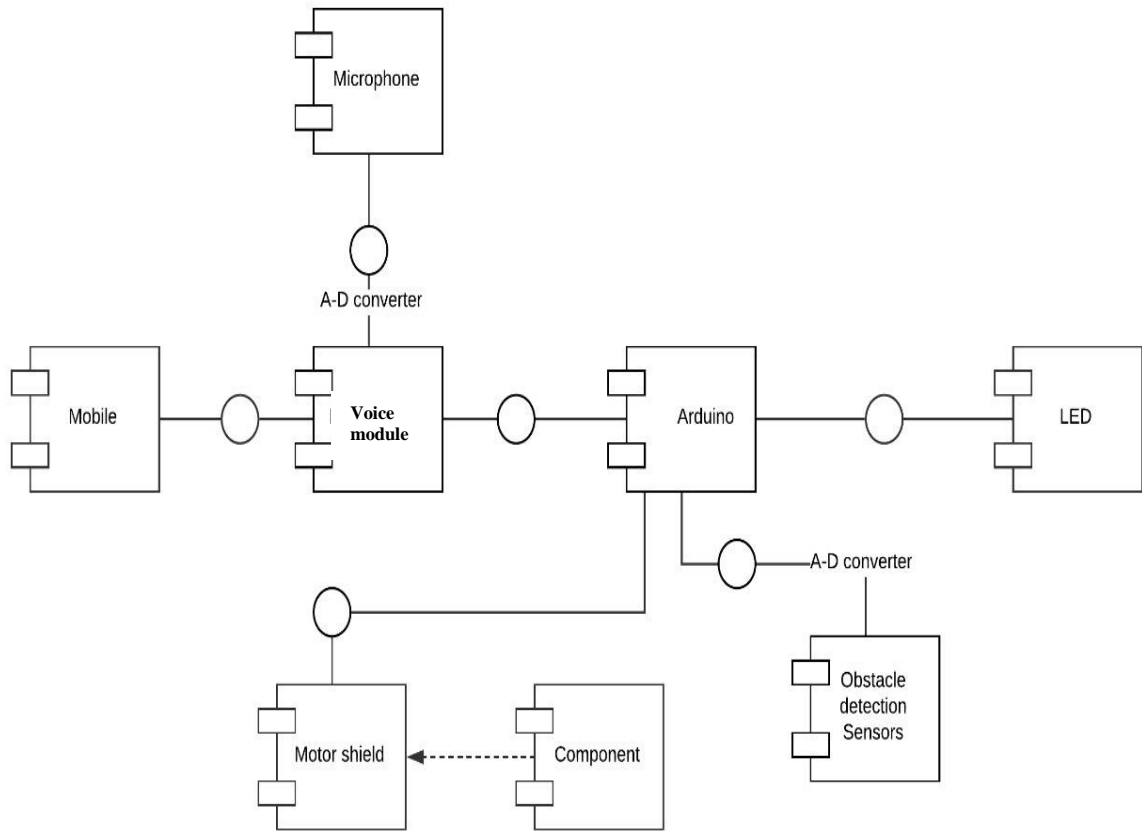 Microphone
A-D converter
Mobile
Voice
module
Arduino
LED
A-D converter
Obstacle
detection
Sensors
Motor shield
Component